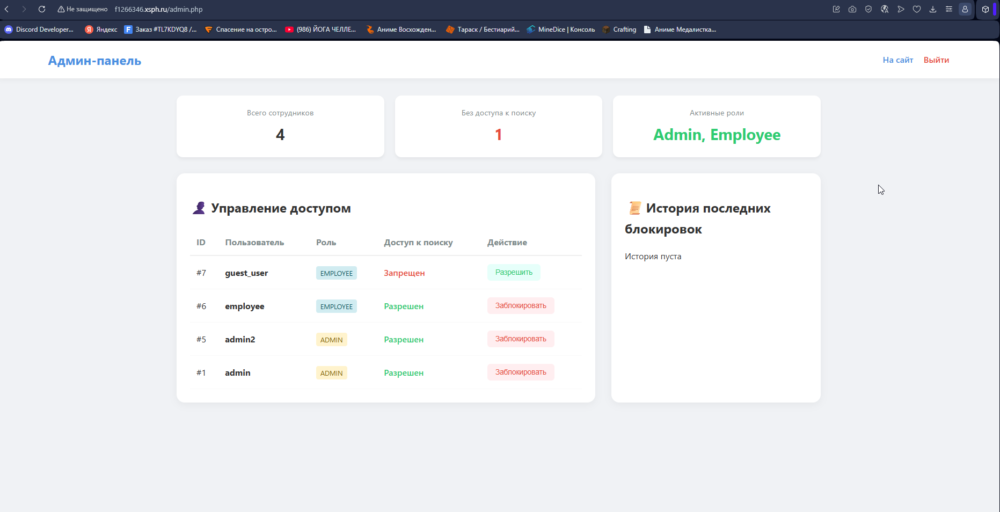 Не защищено f1266346.xsph.ru/admin.php
Discord Developer... Яндекс Заказ #TL7KDYQ8 /... Спасение на остро... (986) ЙОГА ЧЕЛЛЕ... Аниме Восхожден... Тараск / Бестиарий... MineDice | Консоль Crafting Аниме Медалистка...
Админ-панель На сайт Выйти
Всего сотрудников
4
Без доступа к поиску
1
Активные роли
Admin, Employee
Управление доступом
ID Пользователь Роль Доступ к поиску Действие
#7 guest_user EMPLOYEE Запрещен Разрешить
#6 employee EMPLOYEE Разрешен Заблокировать
#5 admin2 ADMIN Разрешен Заблокировать
#1 admin ADMIN Разрешен Заблокировать
История последних
блокировок
История пуста